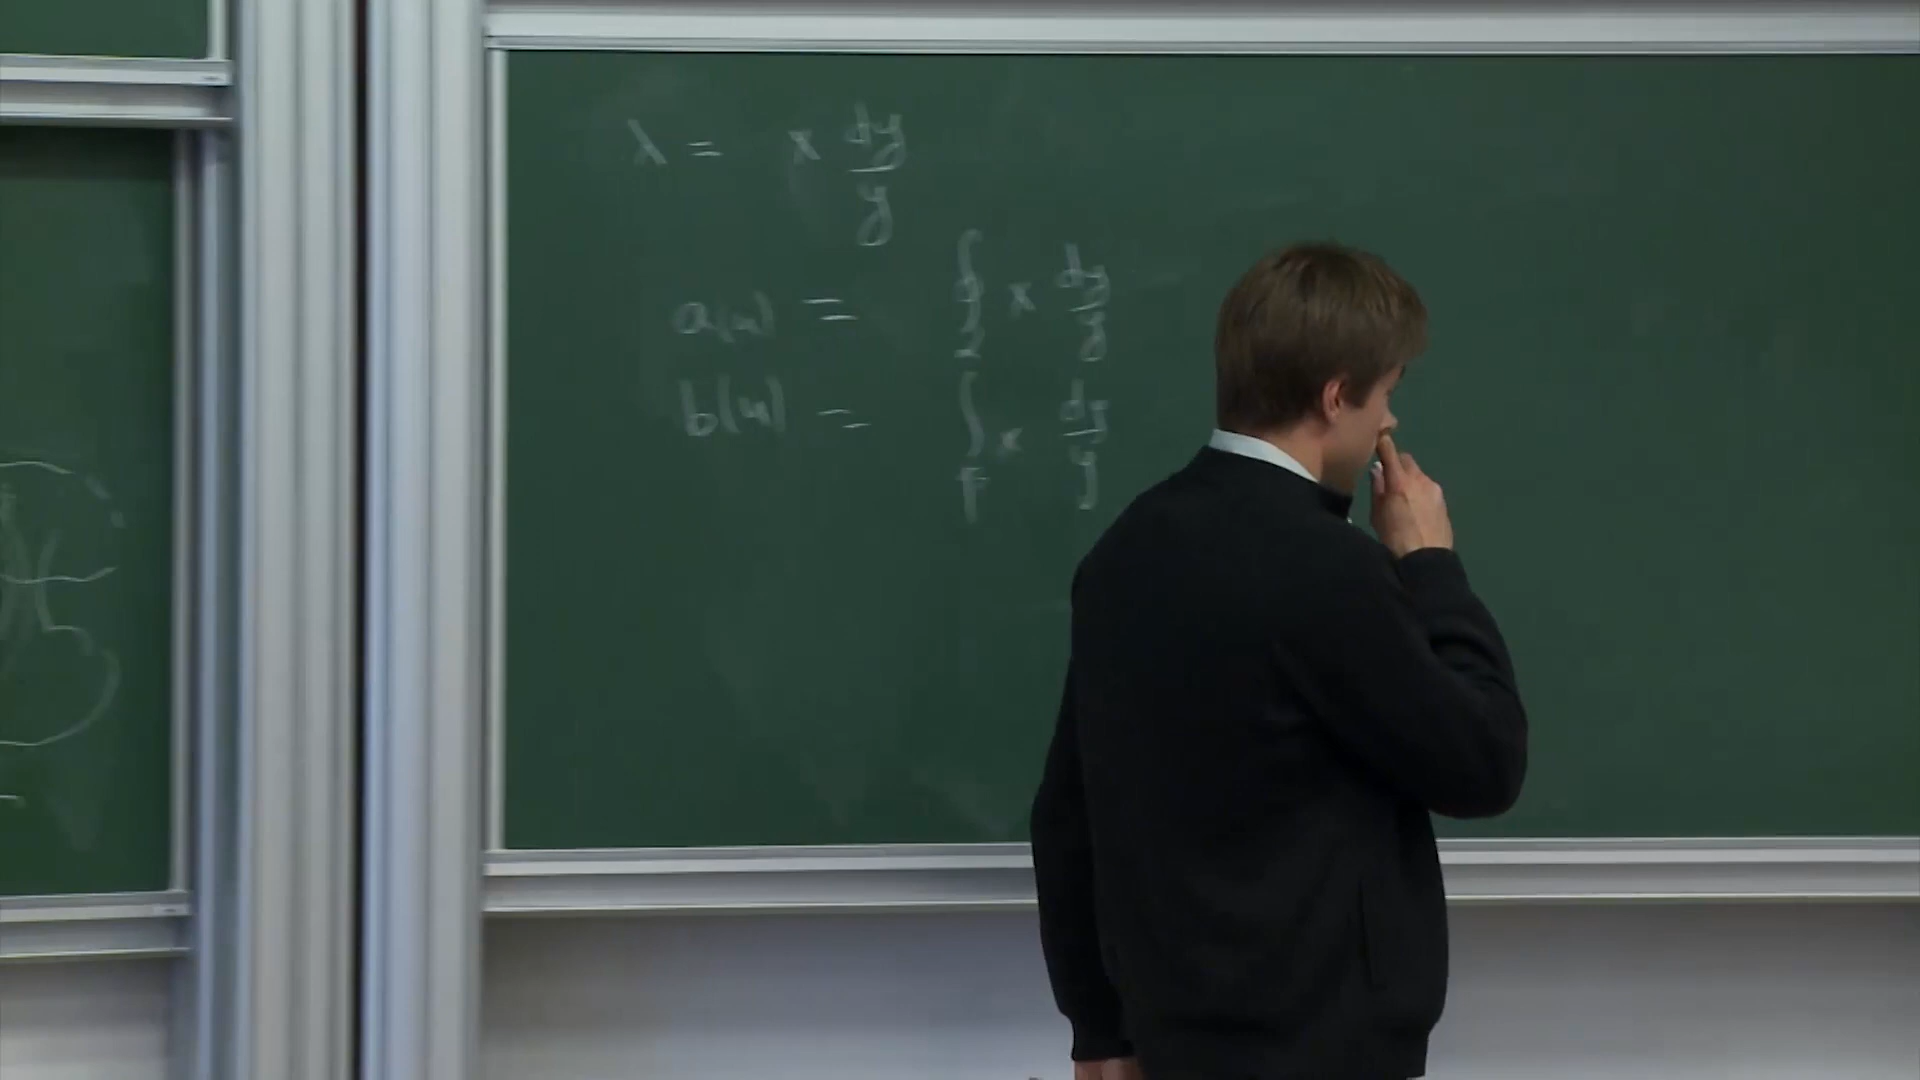 λ = x dy/y
a(u) = ∮ x dy/y
b(u) = ∫ x dy/y